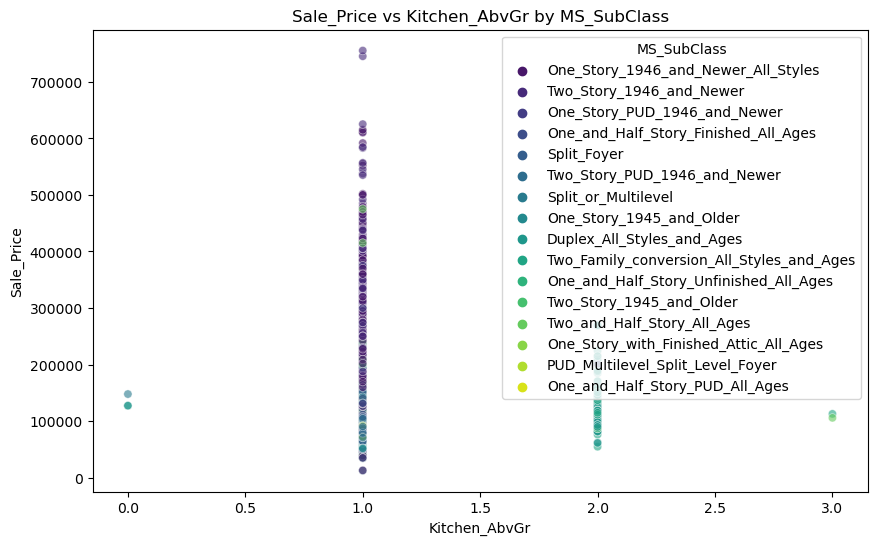 Sale_Price vs Kitchen_AbvGr by MS_SubClass
MS_SubClass
One_Story_1946_and_Newer_All_Styles
Two_Story_1946_and_Newer
One_Story_PUD_1946_and_Newer
One_and_Half_Story_Finished_All_Ages
Split_Foyer
Two_Story_PUD_1946_and_Newer
Split_or_Multilevel
One_Story_1945_and_Older
Duplex_All_Styles_and_Ages
Two_Family_conversion_All_Styles_and_Ages
One_and_Half_Story_Unfinished_All_Ages
Two_Story_1945_and_Older
Two_and_Half_Story_All_Ages
One_Story_with_Finished_Attic_All_Ages
PUD_Multilevel_Split_Level_Foyer
One_and_Half_Story_PUD_All_Ages
Sale_Price
700000
600000
500000
400000
300000
200000
100000
0
0.0 0.5 1.0 1.5 2.0 2.5 3.0
Kitchen_AbvGr